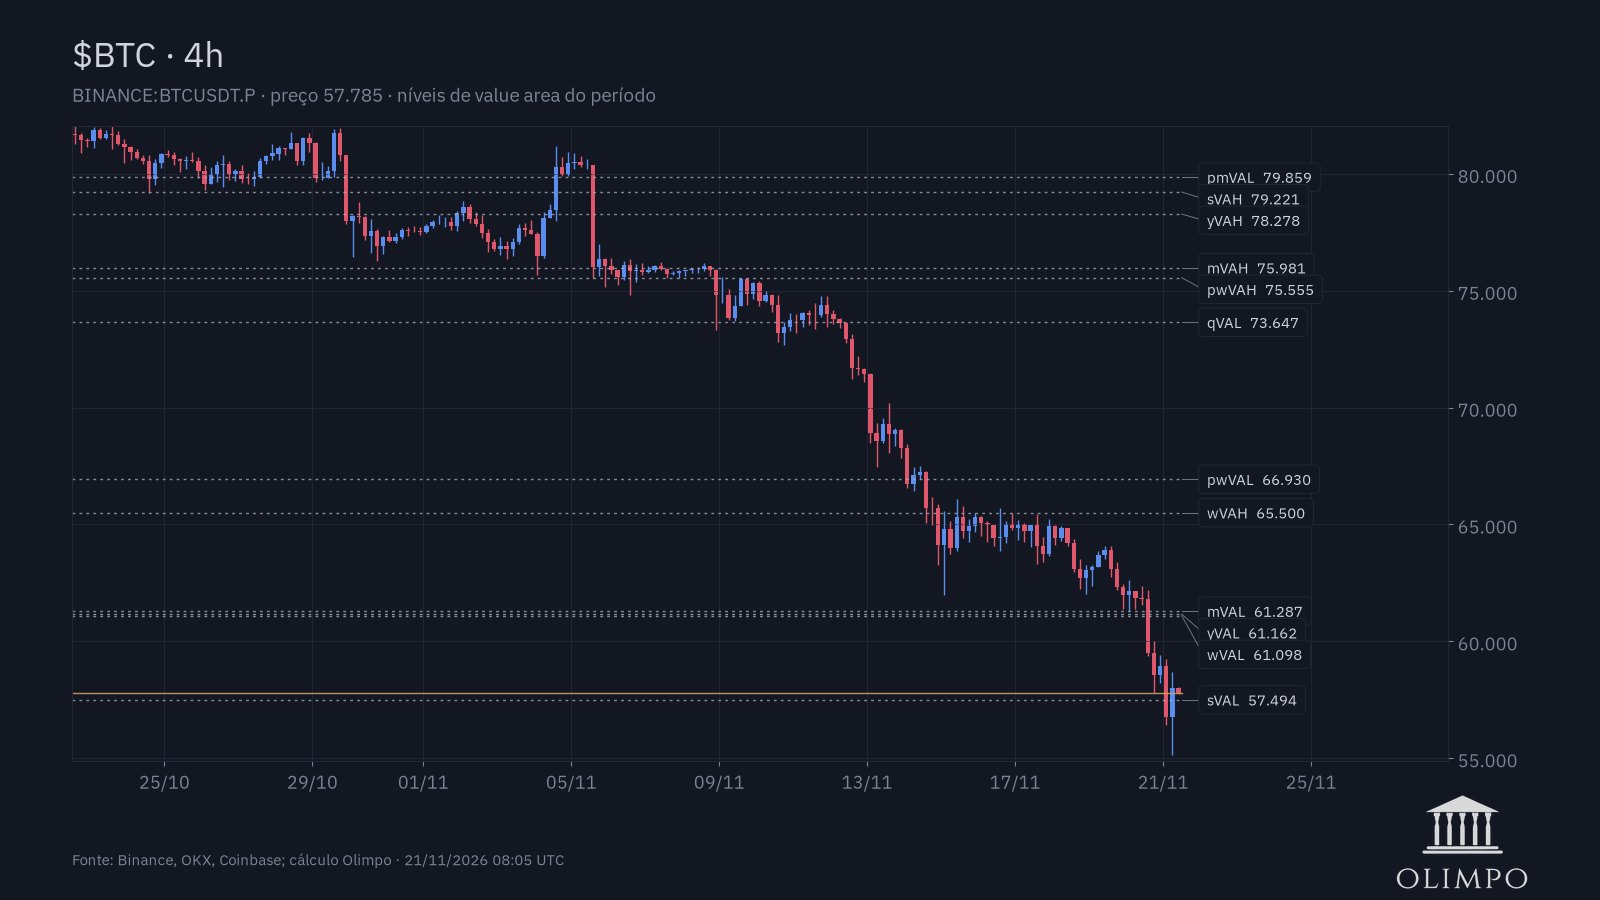 $BTC · 4h
BINANCE:BTCUSDT.P · preço 57.785 · níveis de value area do período
pmVAL 79.859
sVAH 79.221
yVAH 78.278
mVAH 75.981
pwVAH 75.555
qVAL 73.647
pwVAL 66.930
wVAH 65.500
mVAL 61.287
yVAL 61.162
wVAL 61.098
sVAL 57.494
80.000
75.000
70.000
65.000
60.000
55.000
25/10 29/10 01/11 05/11 09/11 13/11 17/11 21/11 25/11
Fonte: Binance, OKX, Coinbase; cálculo Olimpo · 21/11/2026 08:05 UTC
OLIMPO